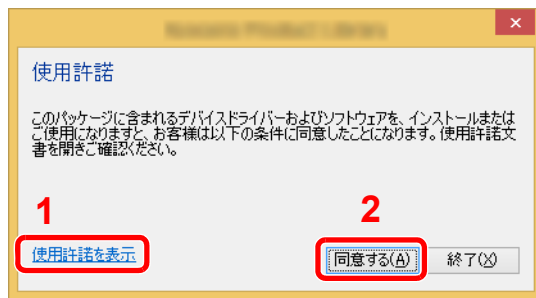 使用許諾
このパッケージに含まれるデバイスドライバーおよびソフトウェアを、インストールまたは
ご使用になりますと、お客様は以下の条件に同意したことになります。使用許諾文
書を開きご確認ください。
1
2
使用許諾を表示
同意する(A)
終了(X)